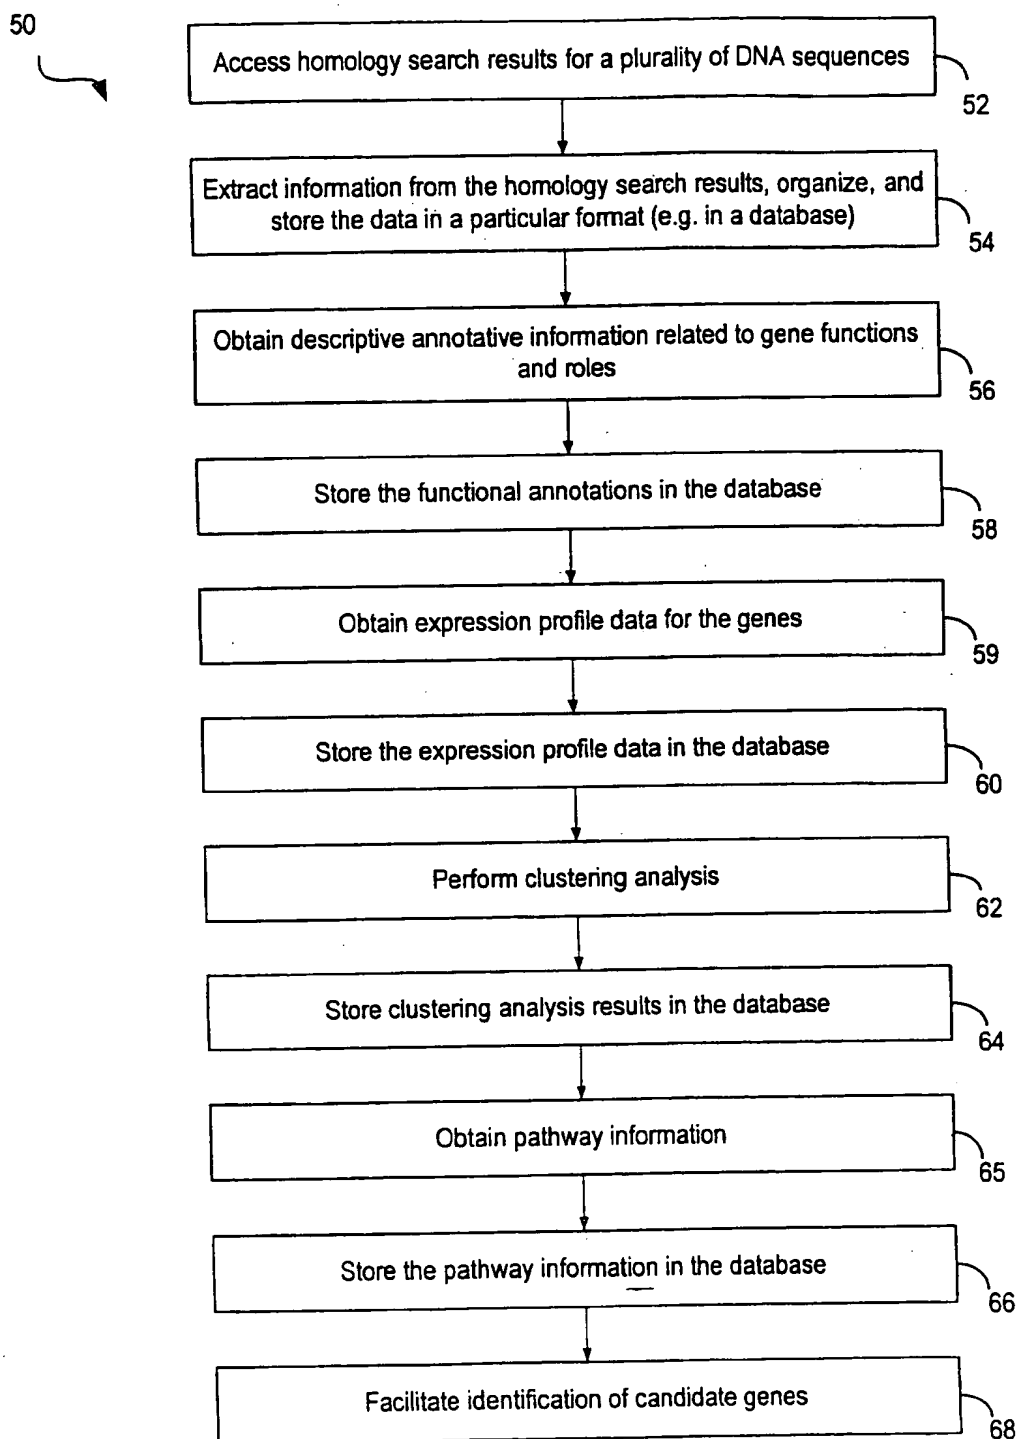 50
Access homology search results for a plurality of DNA sequences
52
Extract information from the homology search results, organize, and
store the data in a particular format (e.g. in a database)
54
Obtain descriptive annotative information related to gene functions
and roles
56
Store the functional annotations in the database
58
Obtain expression profile data for the genes
59
Store the expression profile data in the database
60
Perform clustering analysis
62
Store clustering analysis results in the database
64
Obtain pathway information
65
Store the pathway information in the database
66
Facilitate identification of candidate genes
68